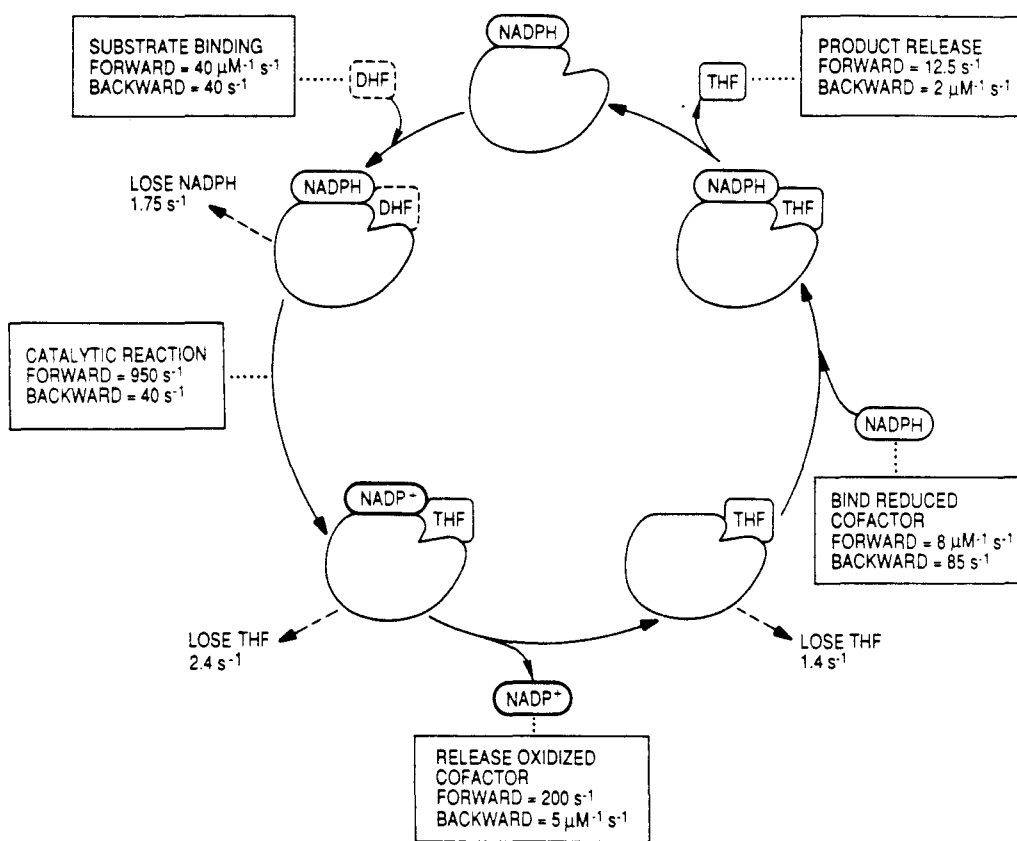 SUBSTRATE BINDING
FORWARD = 40 μM⁻¹ s⁻¹
BACKWARD = 40 s⁻¹
DHF
NADPH
THF
PRODUCT RELEASE
FORWARD = 12.5 s⁻¹
BACKWARD = 2 μM⁻¹ s⁻¹
LOSE NADPH
1.75 s⁻¹
NADPH
DHF
NADPH
THF
CATALYTIC REACTION
FORWARD = 950 s⁻¹
BACKWARD = 40 s⁻¹
NADPH
BIND REDUCED
COFACTOR
FORWARD = 8 μM⁻¹ s⁻¹
BACKWARD = 85 s⁻¹
NADP⁺
THF
THF
LOSE THF
2.4 s⁻¹
LOSE THF
1.4 s⁻¹
NADP⁺
RELEASE OXIDIZED
COFACTOR
FORWARD = 200 s⁻¹
BACKWARD = 5 μM⁻¹ s⁻¹